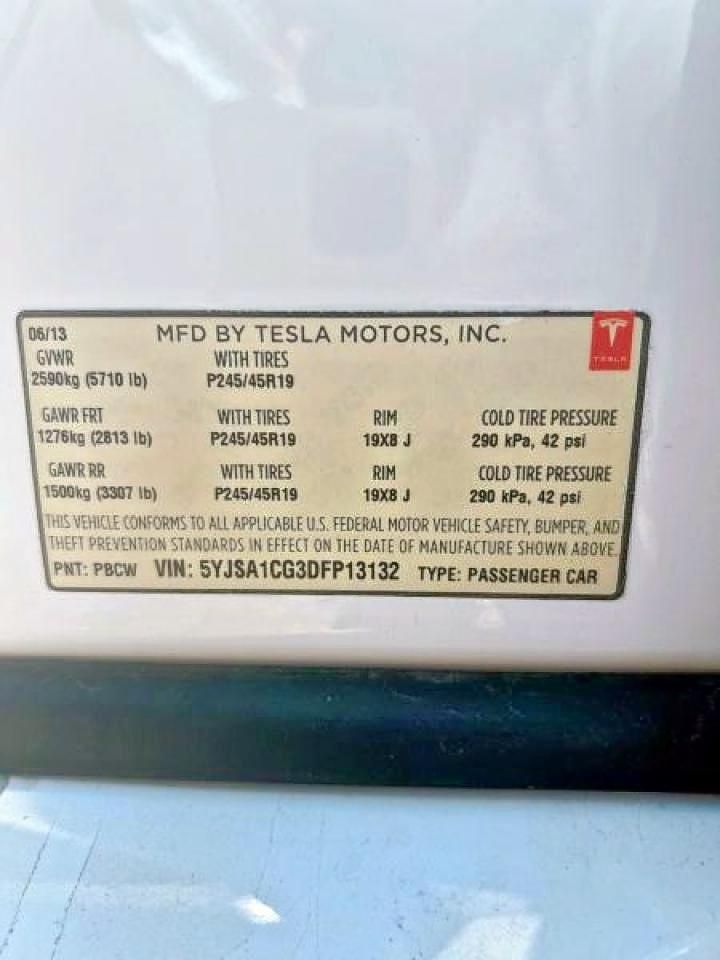 06/13 MFD BY TESLA MOTORS, INC.
TESLA
GVWR WITH TIRES
2590kg (5710 lb) P245/45R19
GAWR FRT WITH TIRES RIM COLD TIRE PRESSURE
1276kg (2813 lb) P245/45R19 19X8 J 290 kPa, 42 psi
GAWR RR WITH TIRES RIM COLD TIRE PRESSURE
1500kg (3307 lb) P245/45R19 19X8 J 290 kPa, 42 psi
THIS VEHICLE CONFORMS TO ALL APPLICABLE U.S. FEDERAL MOTOR VEHICLE SAFETY, BUMPER, AND
THEFT PREVENTION STANDARDS IN EFFECT ON THE DATE OF MANUFACTURE SHOWN ABOVE.
PNT: PBCW VIN: 5YJSA1CG3DFP13132 TYPE: PASSENGER CAR